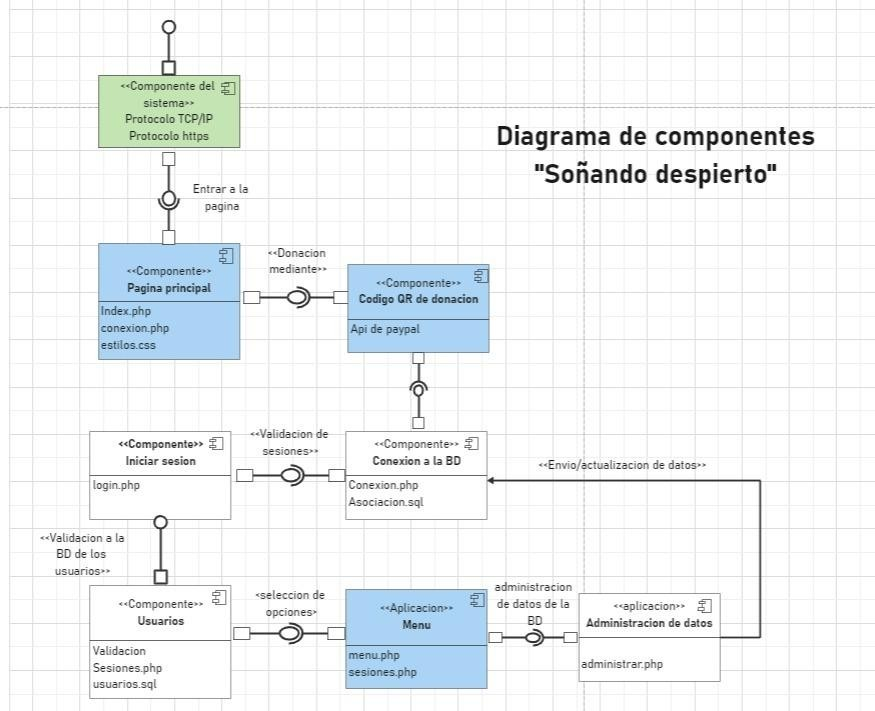 <<Componente del
sistema>>
Protocolo TCP/IP
Protocolo https
Diagrama de componentes
"Soñando despierto"
Entrar a la
pagina
<<Componente>>
Pagina principal
Index.php
conexion.php
estilos.css
<<Donacion
mediante>>
<<Componente>>
Codigo QR de donacion
Api de paypal
<<Componente>>
Iniciar sesion
login.php
<<Validacion de
sesiones>>
<<Componente>>
Conexion a la BD
Conexion.php
Asociacion.sql
<<Envio/actualizacion de datos>>
<<Validacion a la
BD de los
usuarios>>
<<Componente>>
Usuarios
Validacion
Sesiones.php
usuarios.sql
<seleccion de
opciones>
<<Aplicacion>>
Menu
menu.php
sesiones.php
administracion
de datos de la
BD
<<aplicacion>>
Administracion de datos
administrar.php